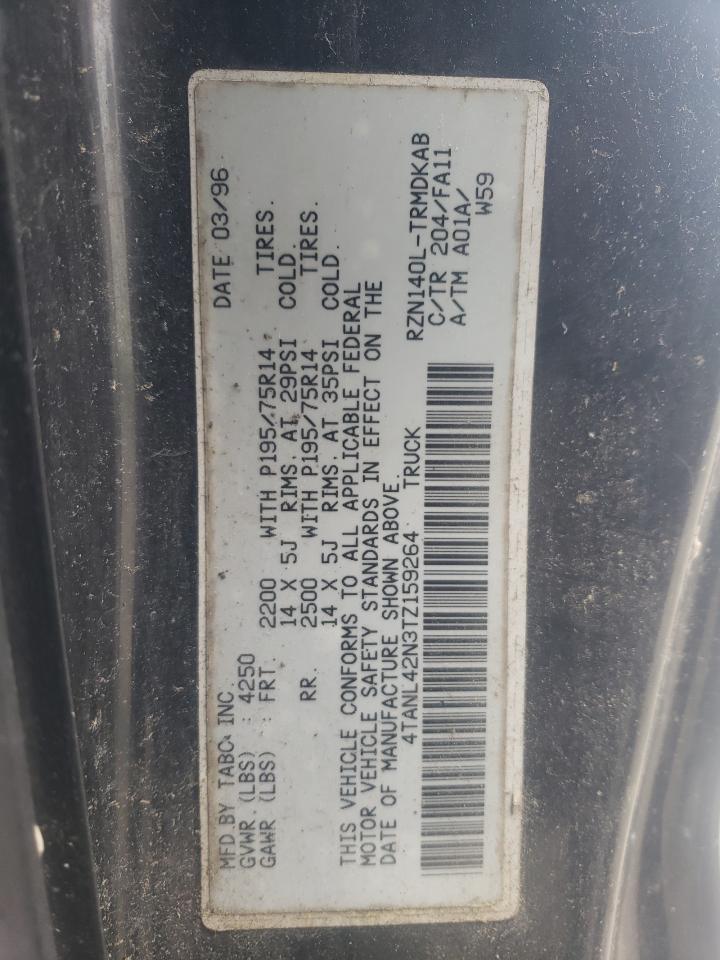 MFD.BY TABC, INC. DATE 03/96
GVWR (LBS) : 4250
GAWR (LBS) : FRT. 2200 WITH P195/75R14 TIRES.
14 X 5J RIMS, AT 29PSI COLD.
RR. 2500 WITH P195/75R14 TIRES.
14 X 5J RIMS, AT 35PSI COLD.
THIS VEHICLE CONFORMS TO ALL APPLICABLE FEDERAL
MOTOR VEHICLE SAFETY STANDARDS IN EFFECT ON THE
DATE OF MANUFACTURE SHOWN ABOVE.
4TANL42N3TZ159264 TRUCK
RZN140L-TRMDKAB
C/TR 204/FA11
A/TM A01A/
W59